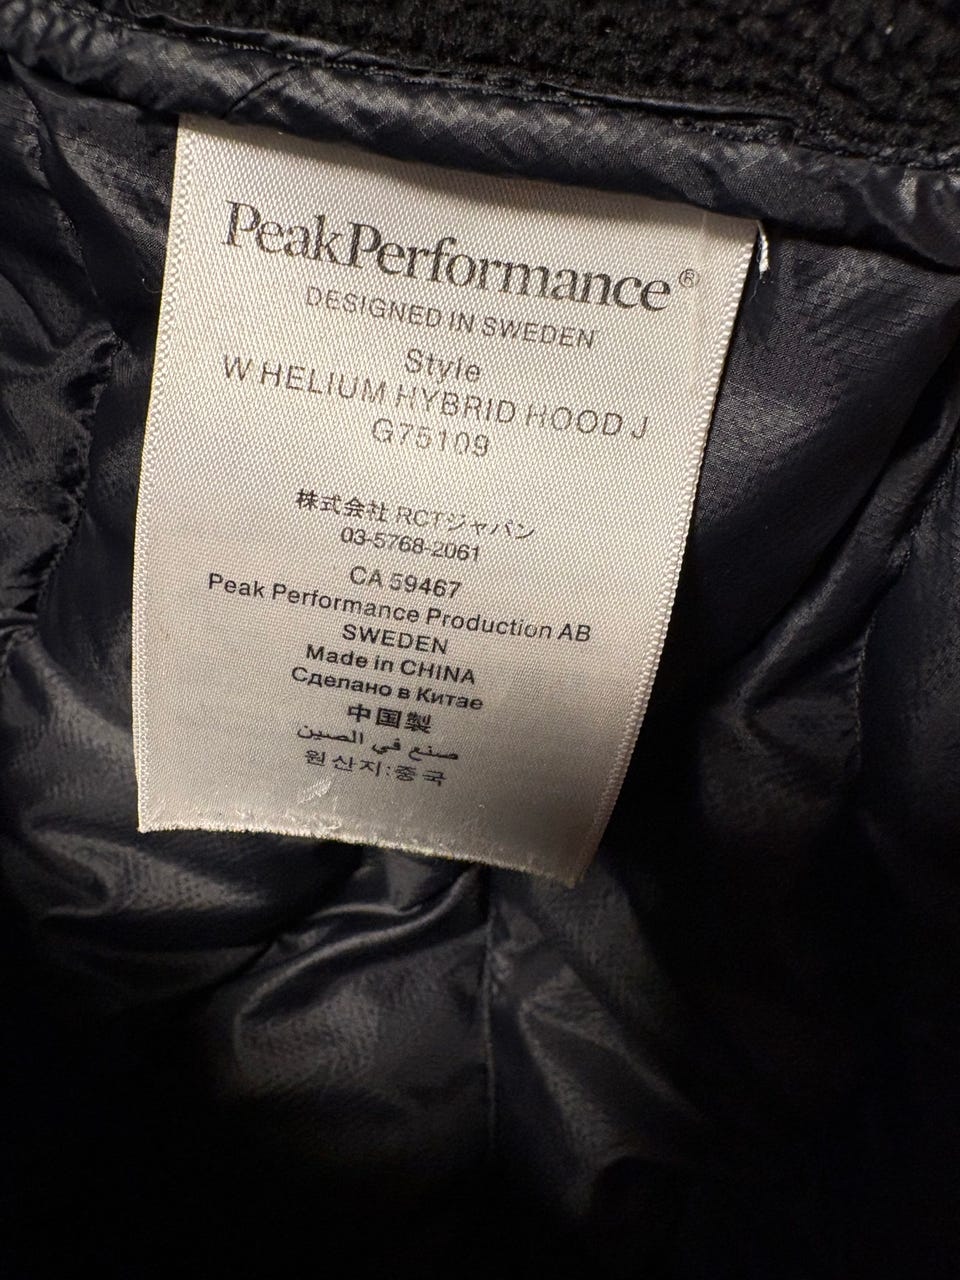 PeakPerformance®
DESIGNED IN SWEDEN
Style
W HELIUM HYBRID HOOD J
G75109
株式会社 RCTジャパン
03-5768-2061
CA 59467
Peak Performance Production AB
SWEDEN
Made in CHINA
Сделано в Китае
中国製
صنع في الصين
원산지:중국